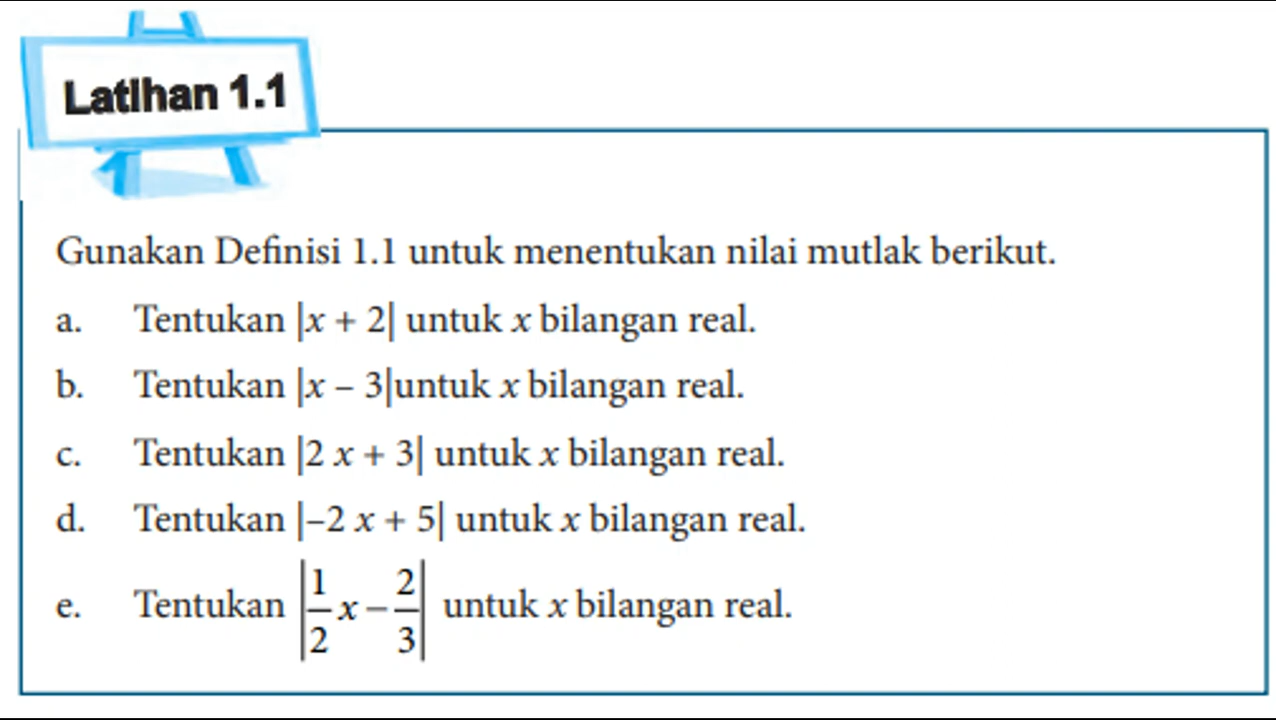 Latihan 1.1
Gunakan Definisi 1.1 untuk menentukan nilai mutlak berikut.
a. Tentukan |x + 2| untuk x bilangan real.
b. Tentukan |x – 3|untuk x bilangan real.
c. Tentukan |2 x + 3| untuk x bilangan real.
d. Tentukan |–2 x + 5| untuk x bilangan real.
e. Tentukan |1/2 x – 2/3| untuk x bilangan real.